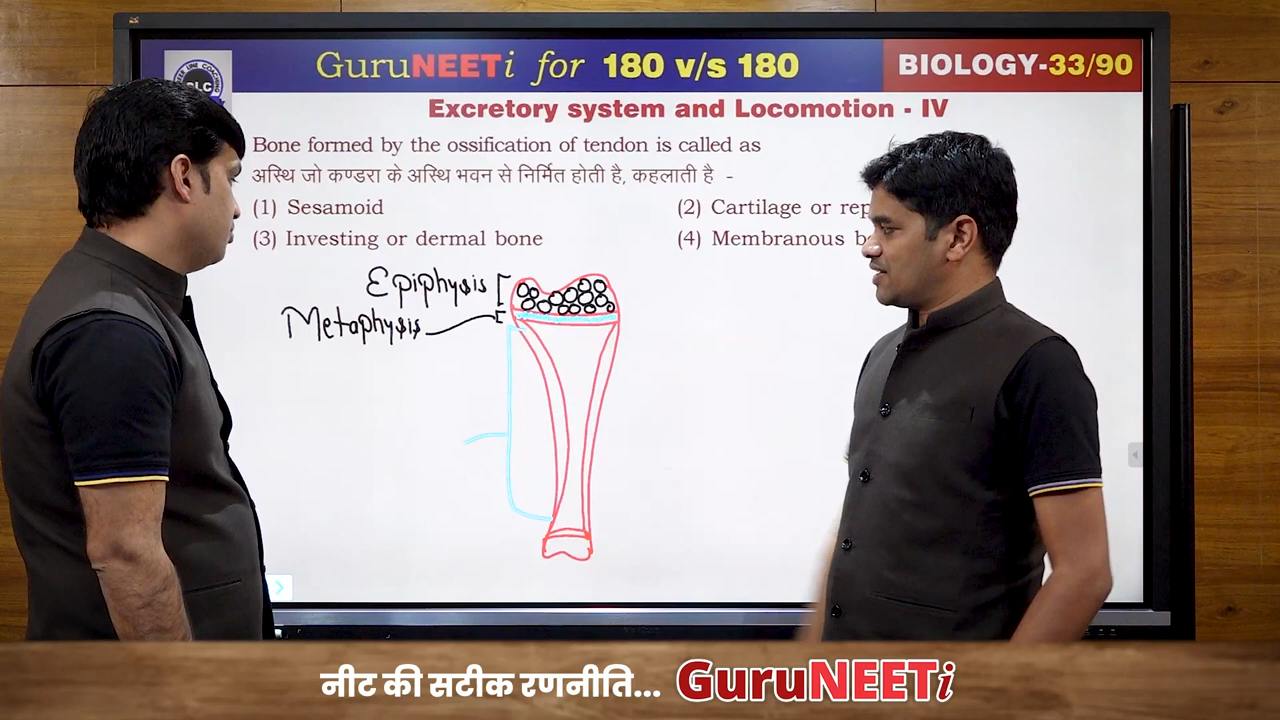 GuruNEETi for 180 v/s 180
BIOLOGY-33/90
Excretory system and Locomotion - IV
Bone formed by the ossification of tendon is called as
अस्थि जो कण्डरा के अस्थि भवन से निर्मित होती है, कहलाती है -
(1) Sesamoid
(2) Cartilage or
(3) Investing or dermal bone
(4) Membranous
Epiphysis
Metaphysis
नीट की सटीक रणनीति... GuruNEETi